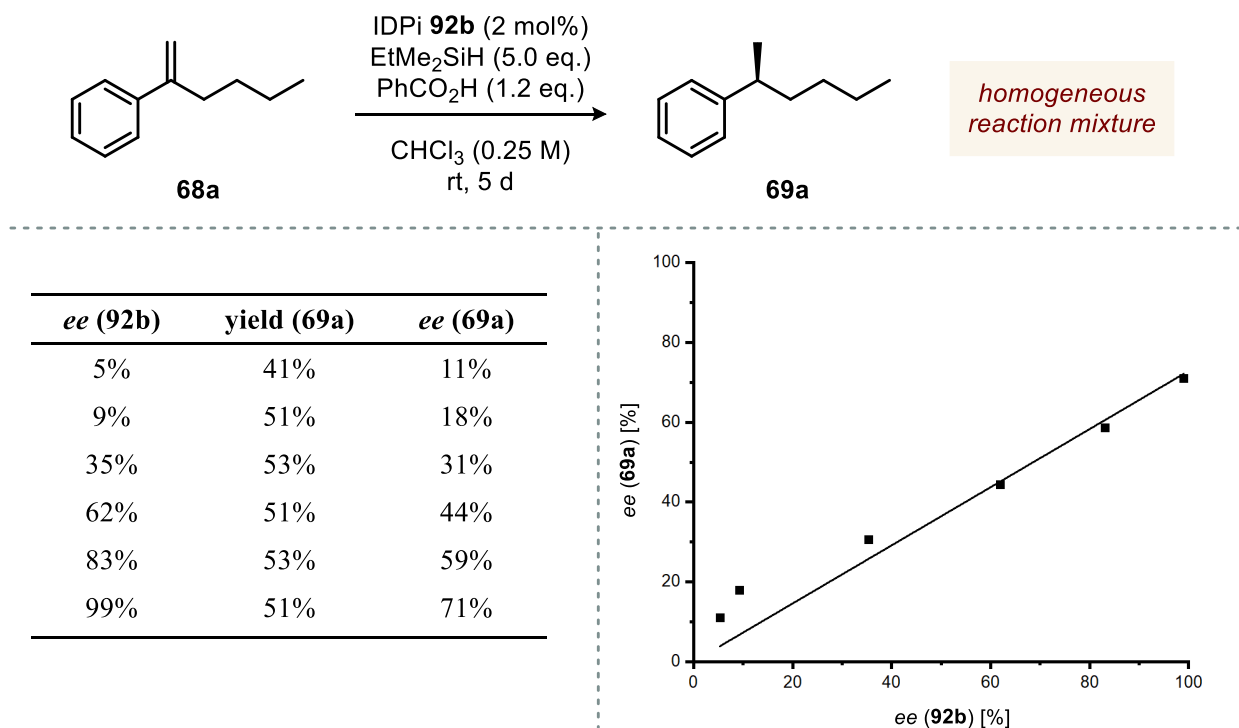 IDPi 92b (2 mol%)
EtMe₂SiH (5.0 eq.)
PhCO₂H (1.2 eq.)
CHCl₃ (0.25 M)
rt, 5 d
68a
69a
homogeneous
reaction mixture
ee (92b) yield (69a) ee (69a)
5% 41% 11%
9% 51% 18%
35% 53% 31%
62% 51% 44%
83% 53% 59%
99% 51% 71%
ee (69a) [%]
100
80
60
40
20
0
0 20 40 60 80 100
ee (92b) [%]